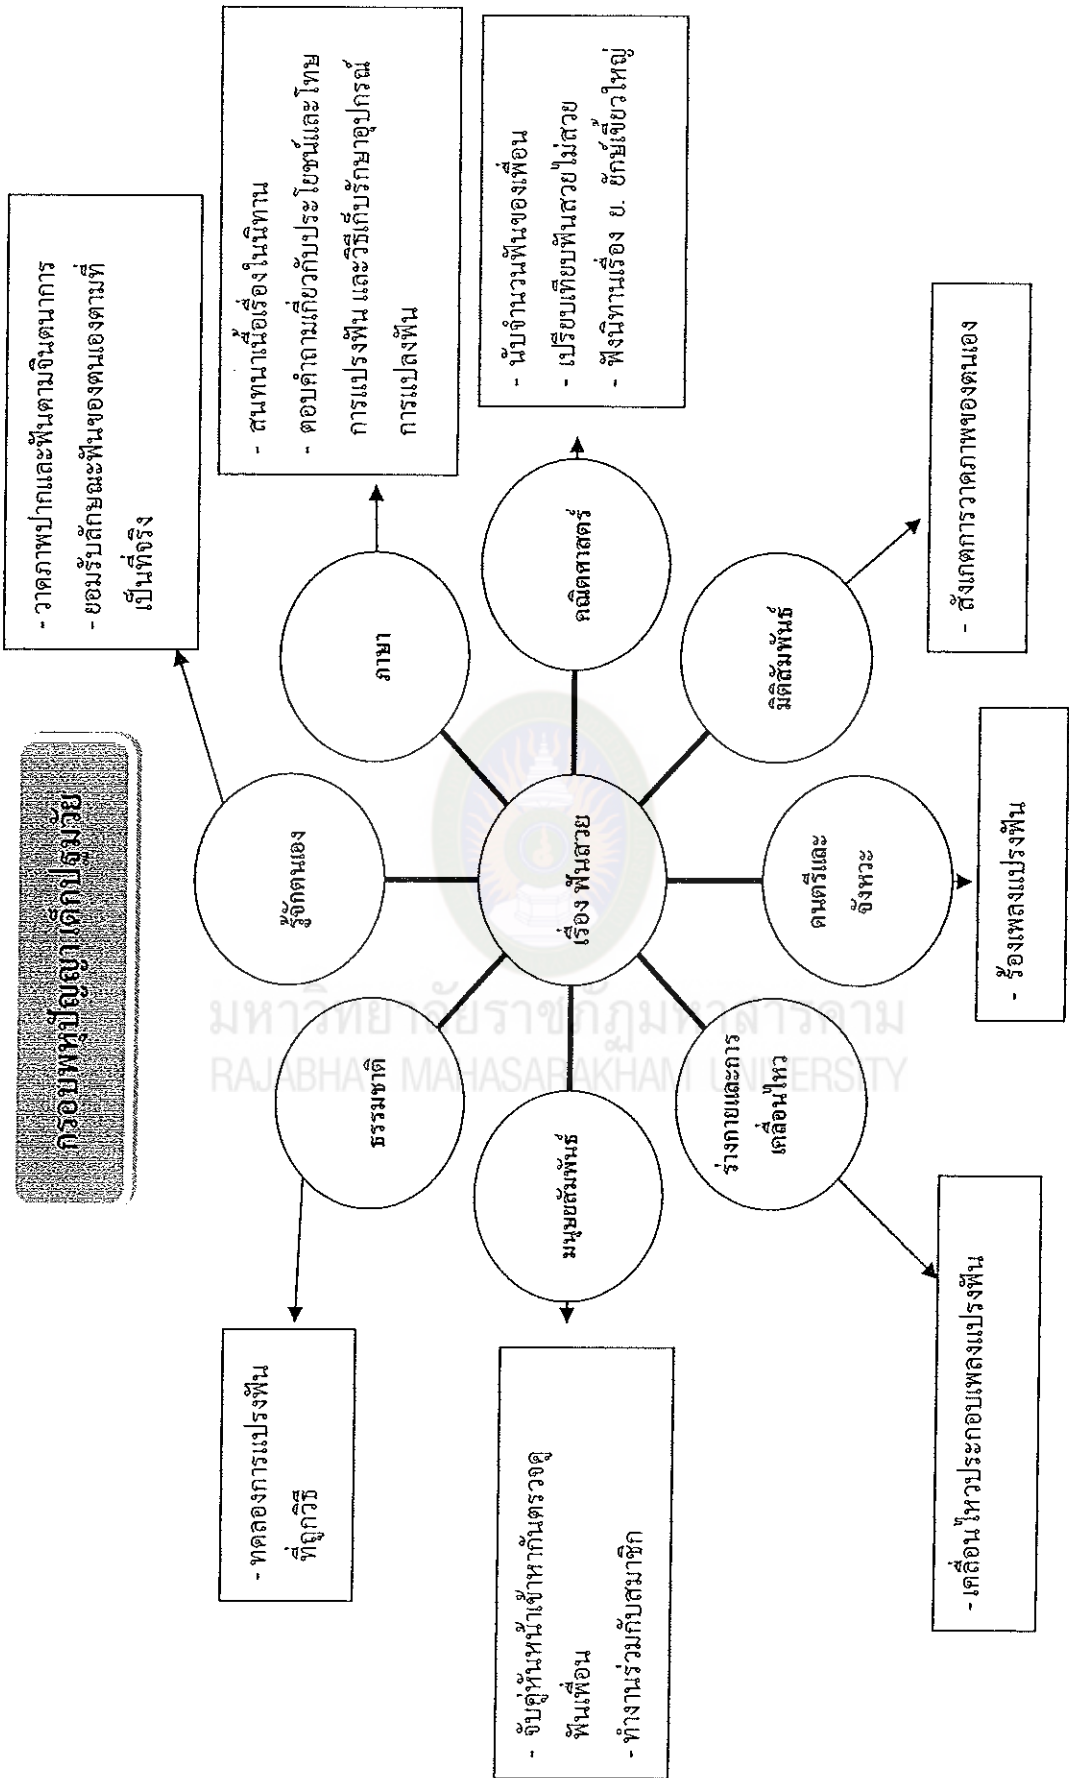 กรอบพหุปัญญาเด็กปฐมวัย
- วาดภาพปากและฟันตามจินตนาการ
- ยอมรับลักษณะฟันของตนเองตามที่
เป็นที่จริง
รู้จักตนเอง
- สนทนาเนื้อเรื่องในนิทาน
- ตอบคำถามเกี่ยวกับประโยชน์และโทษ
การแปรงฟัน และวิธีเก็บรักษาอุปกรณ์
การแปลงฟัน
ภาษา
- นับจำนวนฟันของเพื่อน
- เปรียบเทียบฟันสวยไม่สวย
- ฟังนิทานเรื่อง ย. ยักษ์เขี้ยวใหญ่
คณิตศาสตร์
- สังเกตการวาดภาพของตนเอง
มิติสัมพันธ์
- ร้องเพลงแปรงฟัน
ดนตรีและ
จังหวะ
- เคลื่อนไหวประกอบเพลงแปรงฟัน
ร่างกายและการ
เคลื่อนไหว
- จับคู่หันหน้าเข้าหากันตรวจดู
ฟันเพื่อน
- ทำงานร่วมกับสมาชิก
มนุษยสัมพันธ์
- ทดลองการแปรงฟัน
ที่ถูกวิธี
ธรรมชาติ
เรื่อง ฟันสวย
มหาวิทยาลัยราชภัฏมหาสารคาม
RAJABHAT MAHASARAKHAM UNIVERSITY